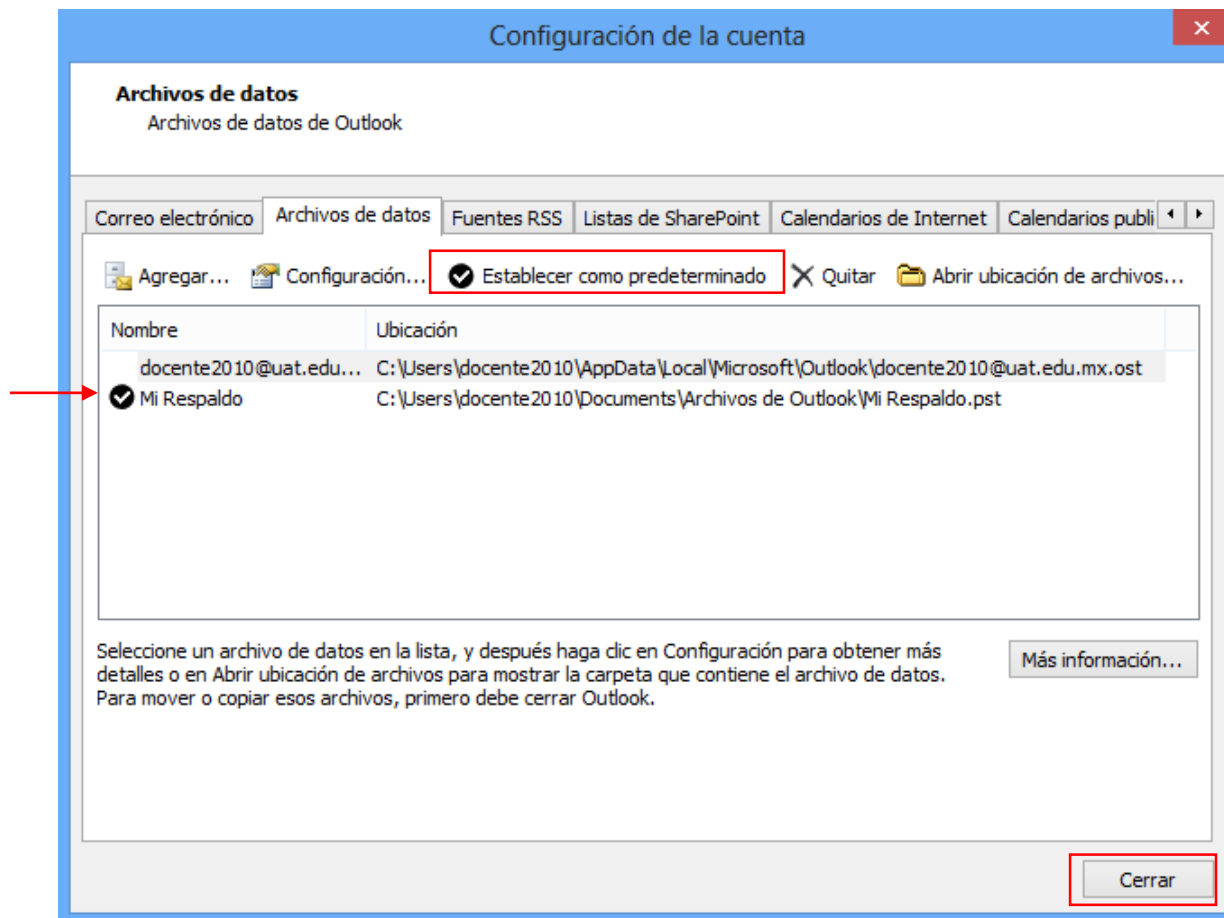 Configuración de la cuenta
Archivos de datos
Archivos de datos de Outlook
Correo electrónico Archivos de datos Fuentes RSS Listas de SharePoint Calendarios de Internet Calendarios publi
Agregar... Configuración... Establecer como predeterminado Quitar Abrir ubicación de archivos...
Nombre Ubicación
docente2010@uat.edu... C:\Users\docente2010\AppData\Local\Microsoft\Outlook\docente2010@uat.edu.mx.ost
Mi Respaldo C:\Users\docente2010\Documents\Archivos de Outlook\Mi Respaldo.pst
Seleccione un archivo de datos en la lista, y después haga clic en Configuración para obtener más
detalles o en Abrir ubicación de archivos para mostrar la carpeta que contiene el archivo de datos.
Para mover o copiar esos archivos, primero debe cerrar Outlook.
Más información...
Cerrar